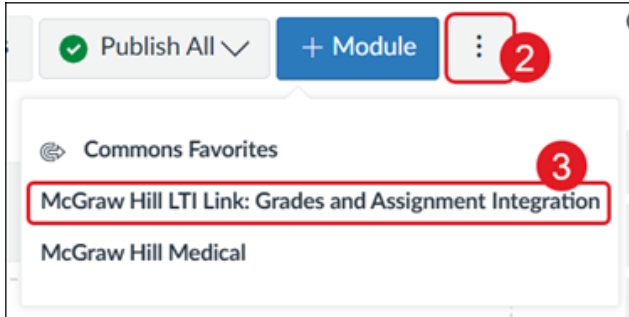 Publish All
+ Module
2
Commons Favorites
3
McGraw Hill LTI Link: Grades and Assignment Integration
McGraw Hill Medical